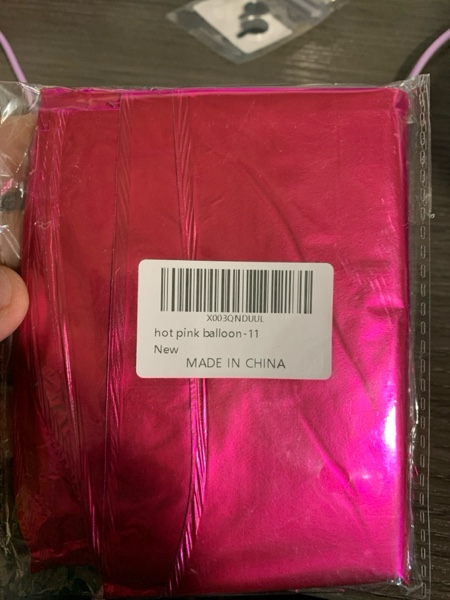 X003QNDUUL
hot pink balloon-11
New
MADE IN CHINA